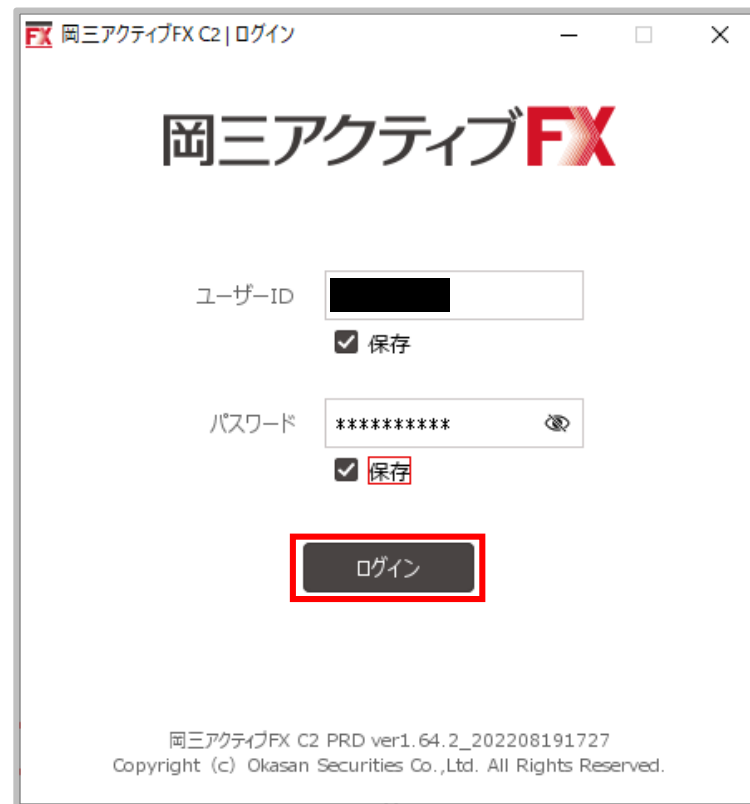 FX 岡三アクティブFX C2 | ログイン
岡三アクティブFX
ユーザーID
保存
パスワード **********
保存
ログイン
岡三アクティブFX C2 PRD ver1.64.2_202208191727
Copyright (c) Okasan Securities Co.,Ltd. All Rights Reserved.